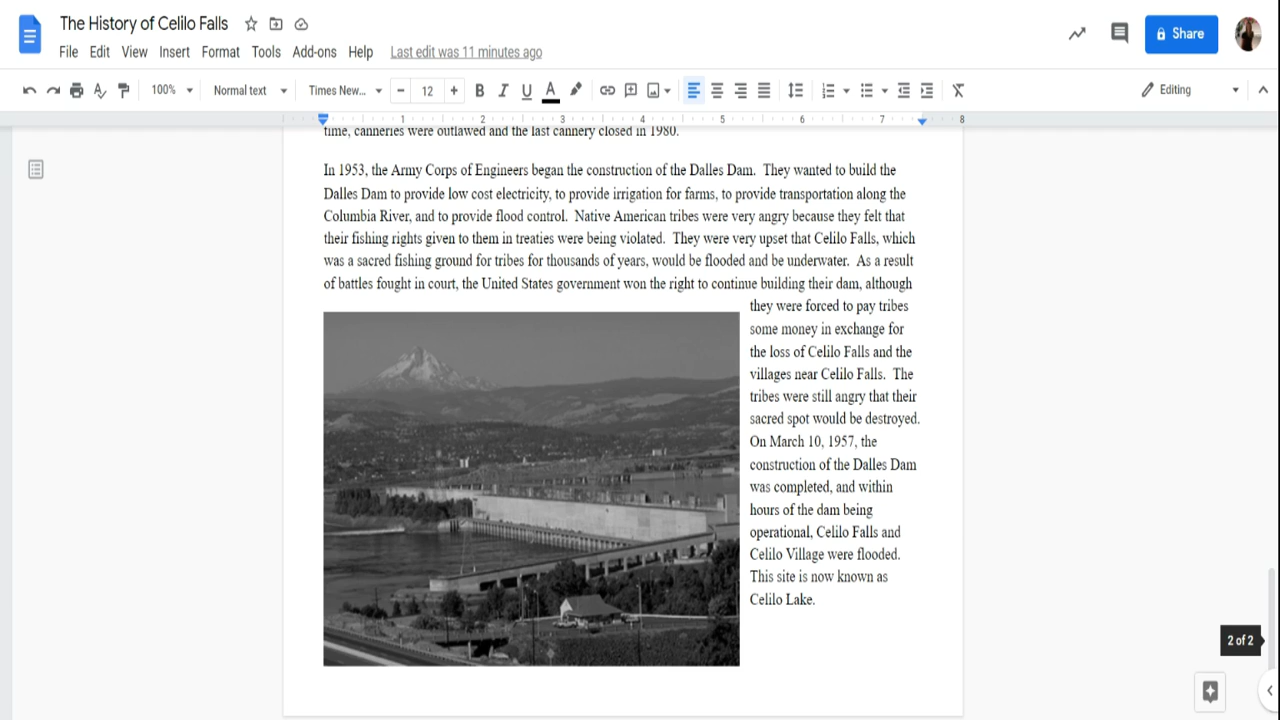 The History of Celilo Falls
File Edit View Insert Format Tools Add-ons Help Last edit was 11 minutes ago
Share
100% Normal text Times New... 12 B I U A Editing
1 2 3 4 5 6 7 8
time, canneries were outlawed and the last cannery closed in 1980.
In 1953, the Army Corps of Engineers began the construction of the Dalles Dam. They wanted to build the
Dalles Dam to provide low cost electricity, to provide irrigation for farms, to provide transportation along the
Columbia River, and to provide flood control. Native American tribes were very angry because they felt that
their fishing rights given to them in treaties were being violated. They were very upset that Celilo Falls, which
was a sacred fishing ground for tribes for thousands of years, would be flooded and be underwater. As a result
of battles fought in court, the United States government won the right to continue building their dam, although
they were forced to pay tribes
some money in exchange for
the loss of Celilo Falls and the
villages near Celilo Falls. The
tribes were still angry that their
sacred spot would be destroyed.
On March 10, 1957, the
construction of the Dalles Dam
was completed, and within
hours of the dam being
operational, Celilo Falls and
Celilo Village were flooded.
This site is now known as
Celilo Lake.
2 of 2